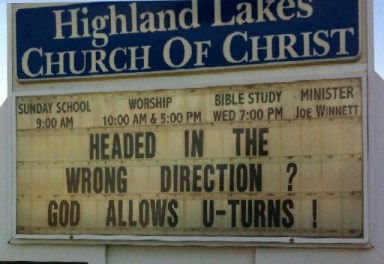 Highland Lakes
CHURCH OF CHRIST
SUNDAY SCHOOL WORSHIP BIBLE STUDY MINISTER
9:00 AM 10:00 AM & 5:00 PM WED 7:00 PM JOE WINNETT
HEADED IN THE
WRONG DIRECTION ?
GOD ALLOWS U-TURNS !